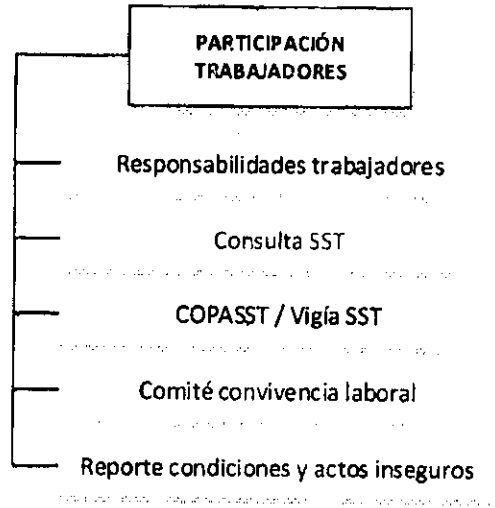 PARTICIPACIÓN
TRABAJADORES
Responsabilidades trabajadores
Consulta SST
COPASST / Vigía SST
Comité convivencia laboral
Reporte condiciones y actos inseguros